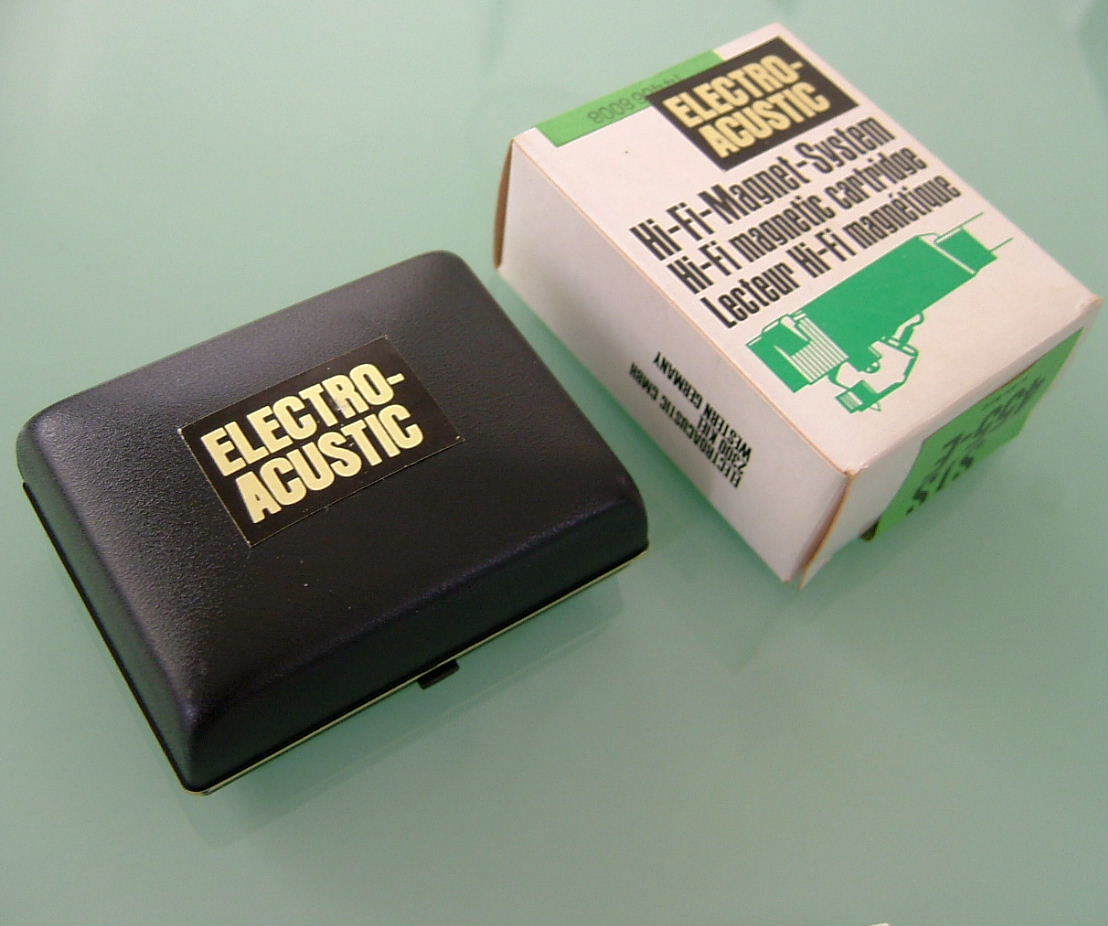 ELECTRO-
ACUSTIC
ELECTRO-
ACUSTIC
Hi-Fi-Magnet-System
Hi-Fi magnetic cartridge
Lecteur Hi-Fi magnétique
ELECTROACUSTIC GMBH
2300 KIEL
WESTERN GERMANY